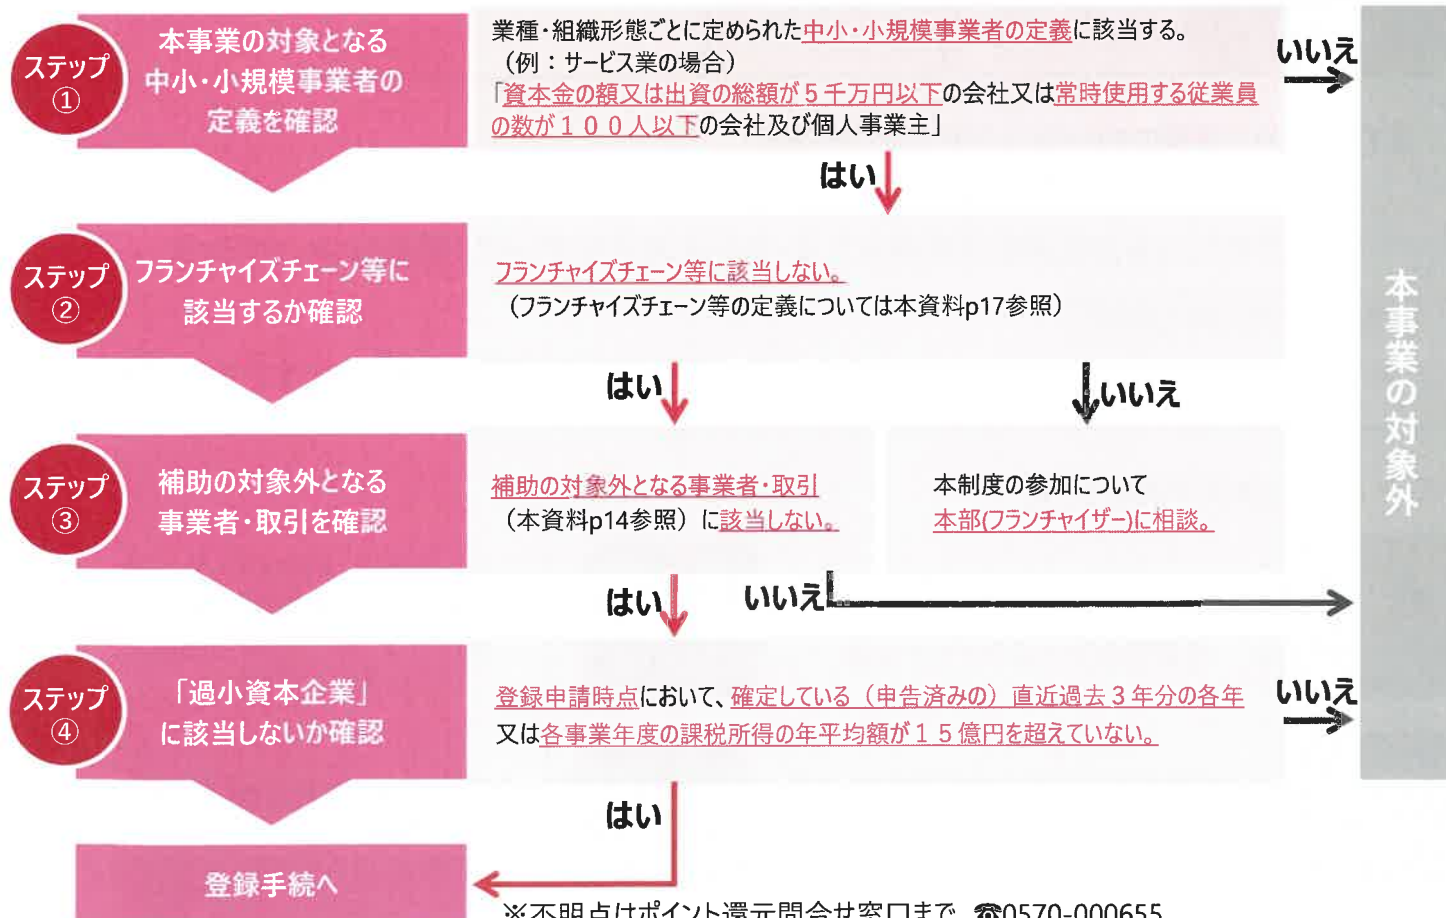 ステップ
①
本事業の対象となる
中小・小規模事業者の
定義を確認
業種・組織形態ごとに定められた中小・小規模事業者の定義に該当する。
（例：サービス業の場合）
「資本金の額又は出資の総額が５千万円以下の会社又は常時使用する従業員
の数が１００人以下の会社及び個人事業主」
いいえ
はい
ステップ
②
フランチャイズチェーン等に
該当するか確認
フランチャイズチェーン等に該当しない。
（フランチャイズチェーン等の定義については本資料p17参照）
はい
いいえ
ステップ
③
補助の対象外となる
事業者・取引を確認
補助の対象外となる事業者・取引
（本資料p14参照）に該当しない。
本制度の参加について
本部(フランチャイザー)に相談。
はい
いいえ
ステップ
④
「過小資本企業」
に該当しないか確認
登録申請時点において、確定している（申告済みの）直近過去３年分の各年
又は各事業年度の課税所得の年平均額が１５億円を超えていない。
いいえ
はい
本事業の対象外
登録手続へ
※不明点はポイント還元問合せ窓口まで ☎0570-000655